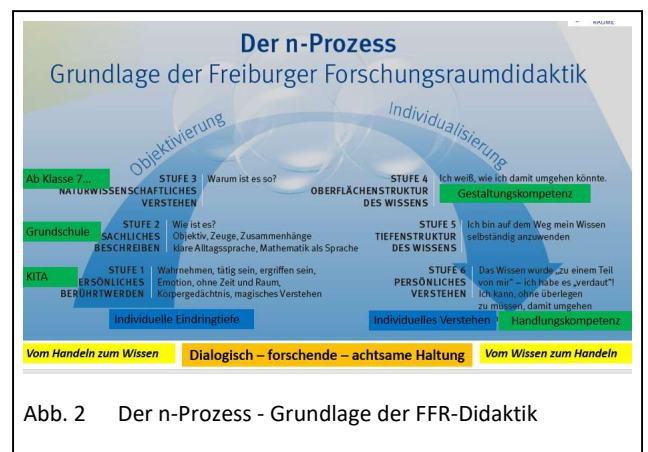 RÄUME
Der n-Prozess
Grundlage der Freiburger Forschungsraumdidaktik
Objektivierung
Individualisierung
Ab Klasse 7...
STUFE 3 Warum ist es so?
NATURWISSENSCHAFTLICHES
VERSTEHEN
STUFE 4 Ich weiß, wie ich damit umgehen könnte.
OBERFLÄCHENSTRUKTUR
DES WISSENS
Gestaltungskompetenz
Grundschule
STUFE 2 Wie ist es?
SACHLICHES Objektiv, Zeuge, Zusammenhänge
BESCHREIBEN klare Alltagssprache, Mathematik als Sprache
STUFE 5 Ich bin auf dem Weg mein Wissen
TIEFENSTRUKTUR selbständig anzuwenden
DES WISSENS
KITA
STUFE 1 Wahrnehmen, tätig sein, ergriffen sein,
PERSÖNLICHES Emotion, ohne Zeit und Raum,
BERÜHRTWERDEN Körpergedächtnis, magisches Verstehen
STUFE 6 Das Wissen wurde „zu einem Teil
PERSÖNLICHES von mir" – ich habe es „verdaut"!
VERSTEHEN Ich kann, ohne überlegen
zu müssen, damit umgehen
Individuelle Eindringtiefe
Individuelles Verstehen
Handlungskompetenz
Vom Handeln zum Wissen
Dialogisch – forschende – achtsame Haltung
Vom Wissen zum Handeln
Abb. 2 Der n-Prozess - Grundlage der FFR-Didaktik